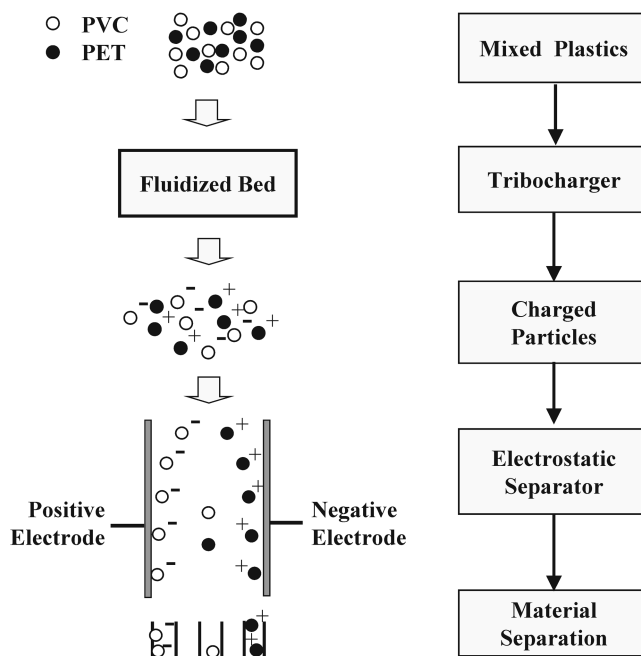 PVC
PET
Fluidized Bed
Positive
Electrode
Negative
Electrode
Mixed Plastics
Tribocharger
Charged
Particles
Electrostatic
Separator
Material
Separation